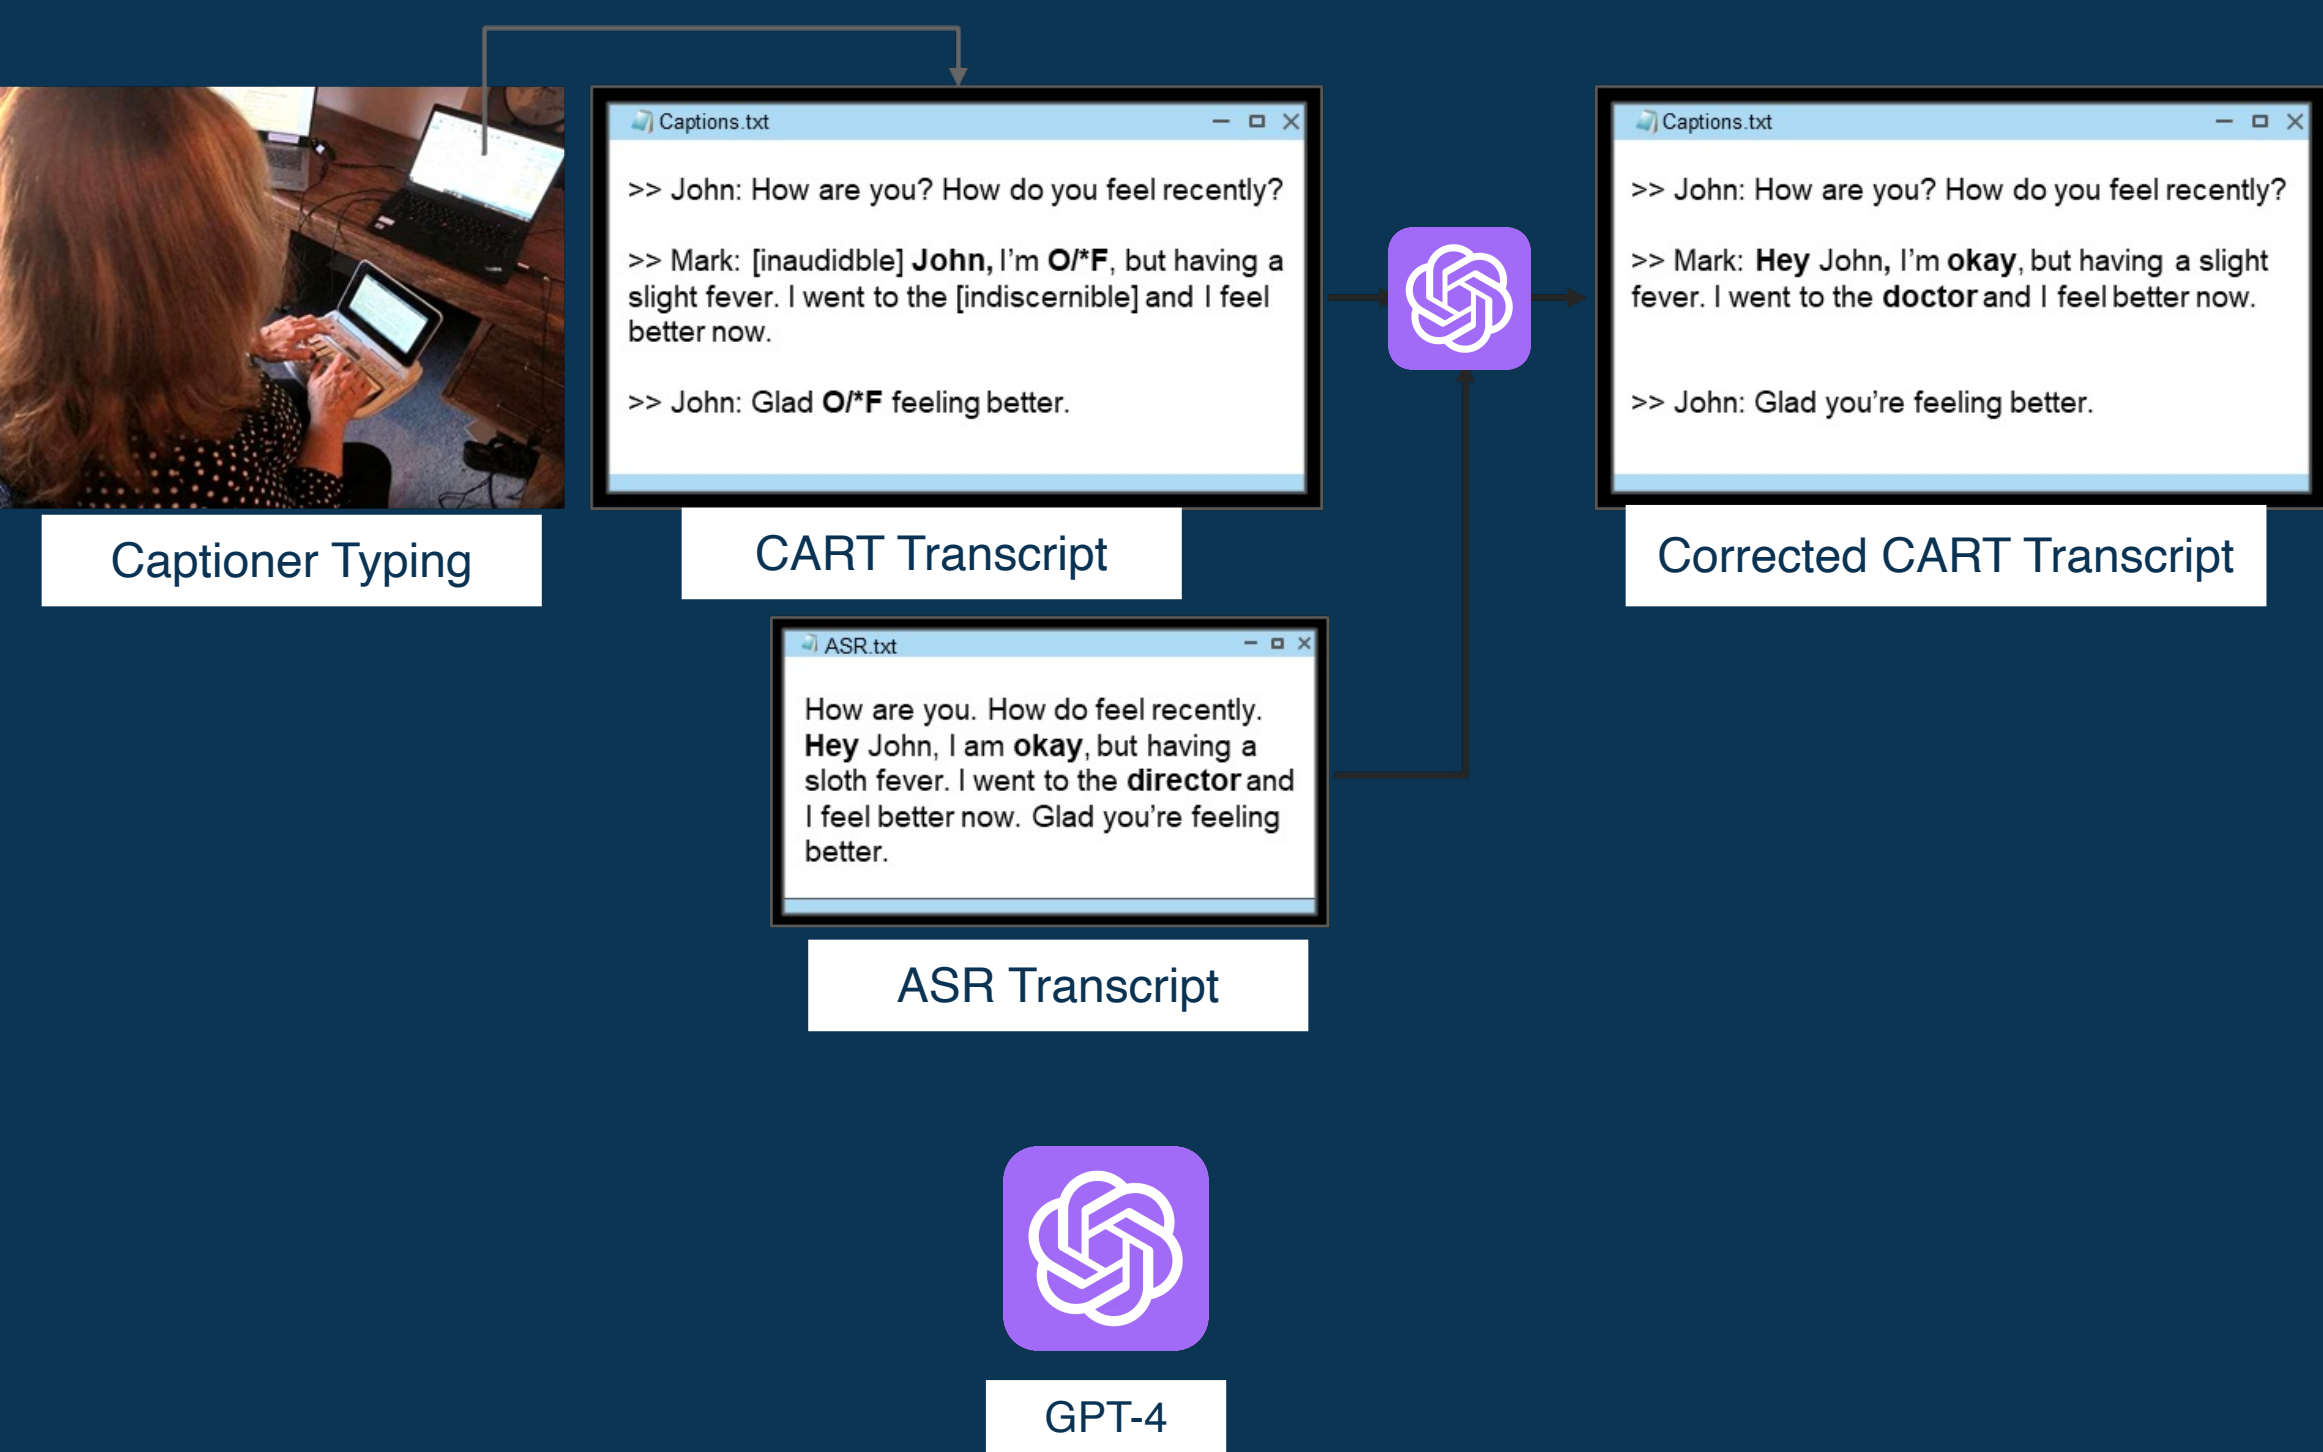 Captions.txt
>> John: How are you? How do you feel recently?
>> Mark: [inaudidble] John, I'm O/*F, but having a
slight fever. I went to the [indiscernible] and I feel
better now.
>> John: Glad O/*F feeling better.
Captions.txt
>> John: How are you? How do you feel recently?
>> Mark: Hey John, I'm okay, but having a slight
fever. I went to the doctor and I feel better now.
>> John: Glad you're feeling better.
Captioner Typing
CART Transcript
Corrected CART Transcript
ASR.txt
How are you. How do feel recently.
Hey John, I am okay, but having a
sloth fever. I went to the director and
I feel better now. Glad you're feeling
better.
ASR Transcript
GPT-4